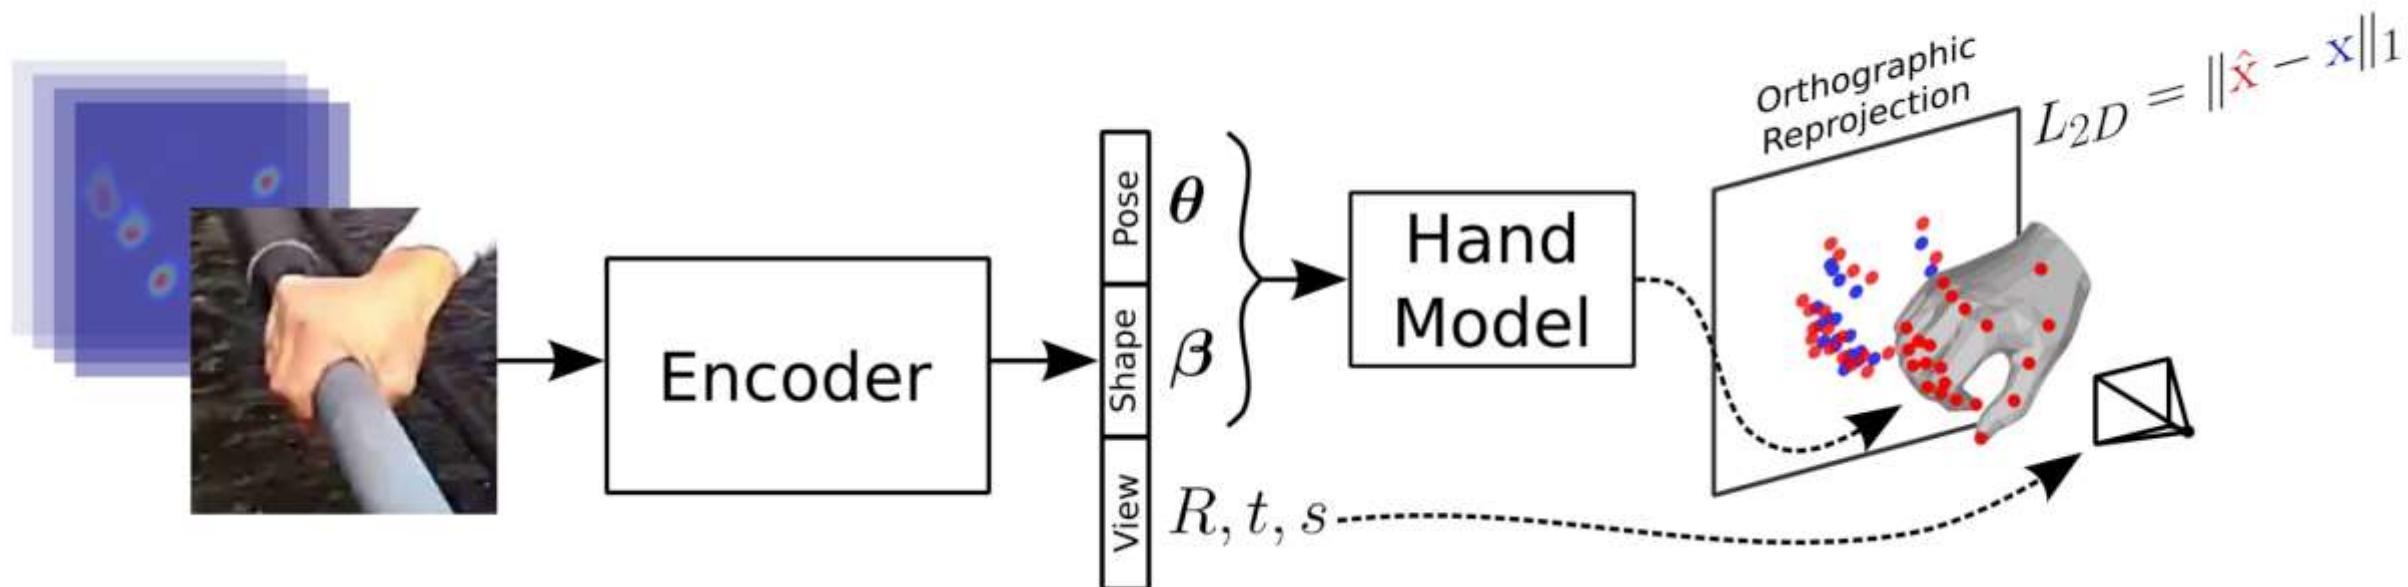 Orthographic
Reprojection
L_{2D} = ||x̂ − x||_1
Pose
θ
Shape
β
View
R, t, s
Encoder
Hand
Model